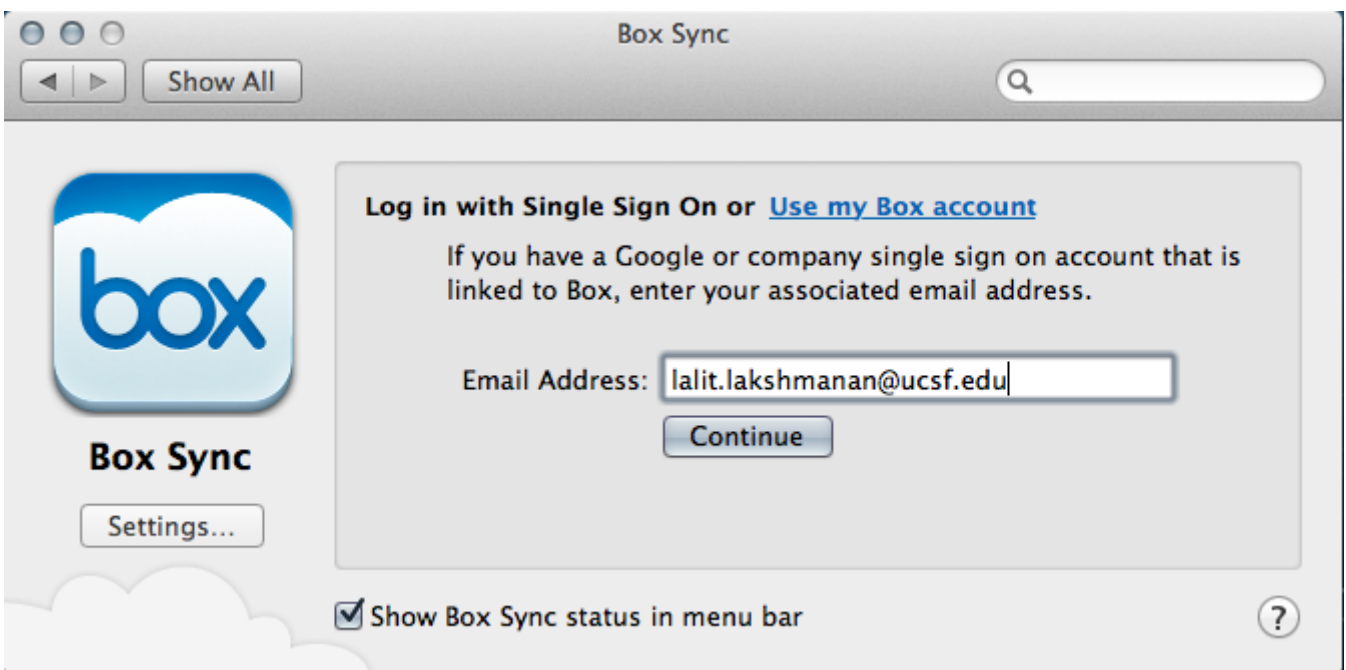 Box Sync
Show All
Log in with Single Sign On or Use my Box account
If you have a Google or company single sign on account that is
linked to Box, enter your associated email address.
box
Email Address: lalit.lakshmanan@ucsf.edu
Continue
Box Sync
Settings...
Show Box Sync status in menu bar
?